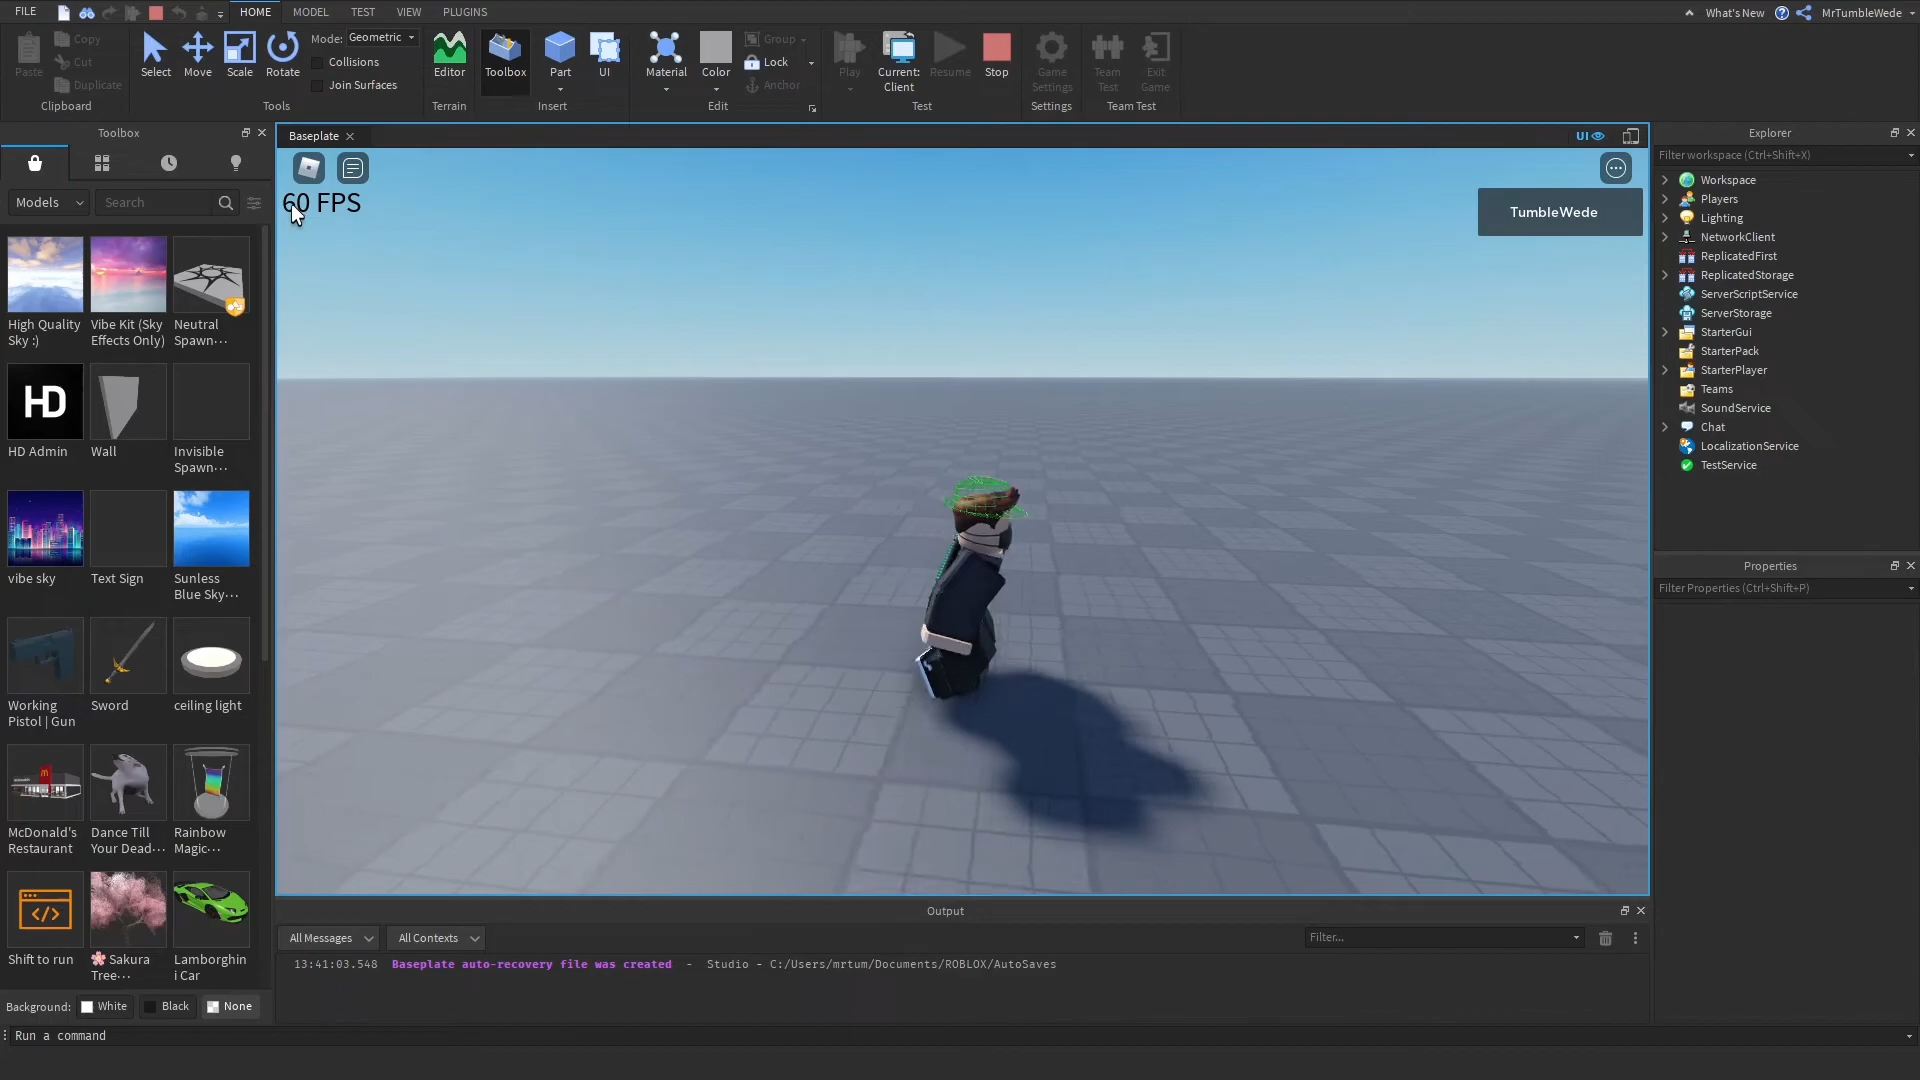 FILE
HOME
MODEL
TEST
VIEW
PLUGINS
What's New
MrTumbleWede
Paste
Copy
Cut
Duplicate
Clipboard
Select
Move
Scale
Rotate
Mode: Geometric
Collisions
Join Surfaces
Tools
Editor
Terrain
Toolbox
Part
UI
Insert
Material
Color
Group
Lock
Anchor
Edit
Play
Current:
Client
Resume
Stop
Test
Game
Settings
Settings
Team
Test
Exit
Game
Team Test
Toolbox
Models
Search
High Quality
Sky :)
Vibe Kit (Sky
Effects Only)
Neutral
Spawn...
HD
HD Admin
Wall
Invisible
Spawn...
vibe sky
Text Sign
Sunless
Blue Sky...
Working
Pistol | Gun
Sword
ceiling light
McDonald's
Restaurant
Dance Till
Your Dead...
Rainbow
Magic...
Shift to run
🌸 Sakura
Tree...
Lamborghin
i Car
Background:
White
Black
None
Baseplate
UI
60 FPS
TumbleWede
Output
All Messages
All Contexts
Filter...
13:41:03.548 Baseplate auto-recovery file was created - Studio - C:/Users/mrtum/Documents/ROBLOX/AutoSaves
Explorer
Filter workspace (Ctrl+Shift+X)
Workspace
Players
Lighting
NetworkClient
ReplicatedFirst
ReplicatedStorage
ServerScriptService
ServerStorage
StarterGui
StarterPack
StarterPlayer
Teams
SoundService
Chat
LocalizationService
TestService
Properties
Filter Properties (Ctrl+Shift+P)
Run a command